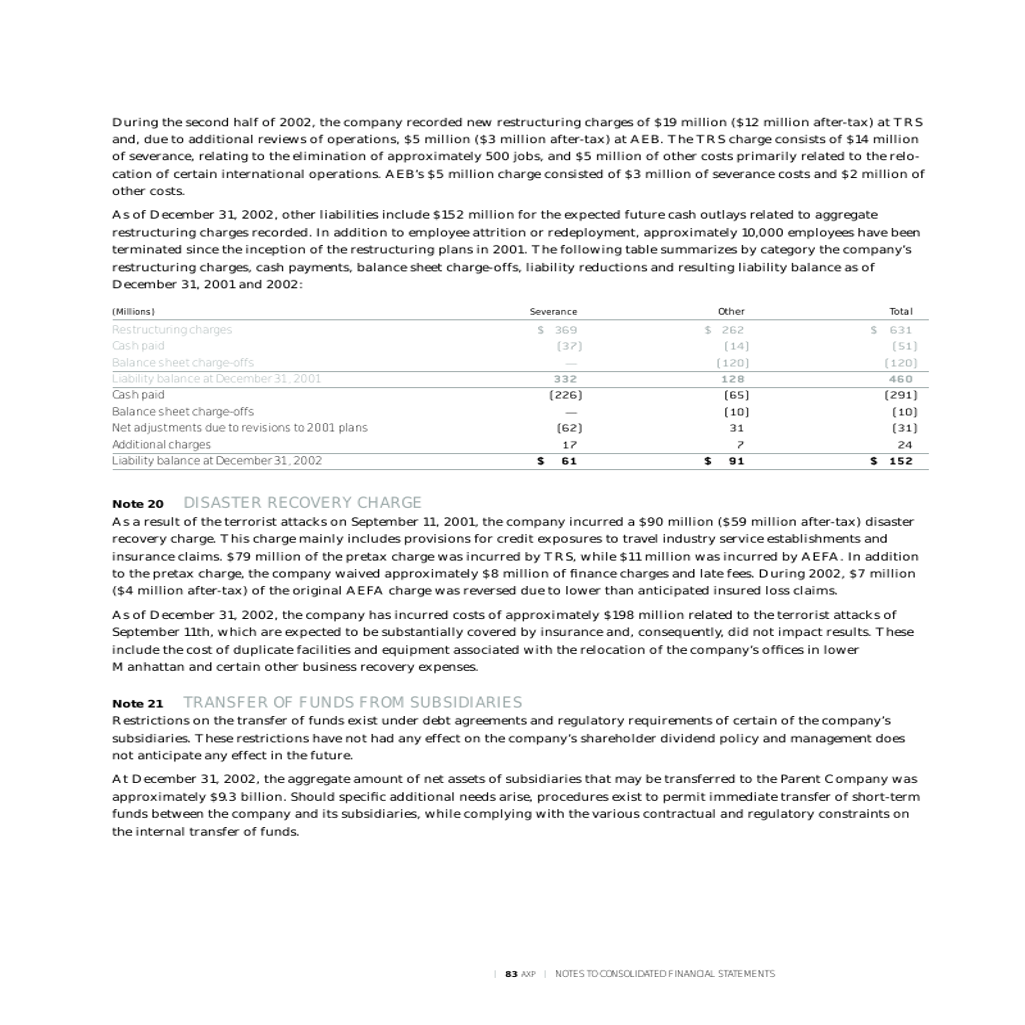 During the second half of 2002, the company recorded new restructuring charges of $19 million ($12 million after-tax) at TRS
and, due to additional reviews of operations, $5 million ($3 million after-tax) at AEB. The TRS charge consists of $14 million
of severance, relating to the elimination of approximately 500 jobs, and $5 million of other costs primarily related to the relo-
cation of certain international operations. AEB's $5 million charge consisted of $3 million of severance costs and $2 million of
other costs.
As of December 31, 2002, other liabilities include $152 million for the expected future cash outlays related to aggregate
restructuring charges recorded. In addition to employee attrition or redeployment, approximately 10,000 employees have been
terminated since the inception of the restructuring plans in 2001. The following table summarizes by category the company's
restructuring charges, cash payments, balance sheet charge-offs, liability reductions and resulting liability balance as of
December 31, 2001 and 2002:
(Millions) Severance Other Total
Restructuring charges $ 369 $ 262 $ 631
Cash paid (37) (14) (51)
Balance sheet charge-offs — (120) (120)
Liability balance at December 31, 2001 332 128 460
Cash paid (226) (65) (291)
Balance sheet charge-offs — (10) (10)
Net adjustments due to revisions to 2001 plans (62) 31 (31)
Additional charges 17 7 24
Liability balance at December 31, 2002 $ 61 $ 91 $ 152
Note 20 DISASTER RECOVERY CHARGE
As a result of the terrorist attacks on September 11, 2001, the company incurred a $90 million ($59 million after-tax) disaster
recovery charge. This charge mainly includes provisions for credit exposures to travel industry service establishments and
insurance claims. $79 million of the pretax charge was incurred by TRS, while $11 million was incurred by AEFA. In addition
to the pretax charge, the company waived approximately $8 million of finance charges and late fees. During 2002, $7 million
($4 million after-tax) of the original AEFA charge was reversed due to lower than anticipated insured loss claims.
As of December 31, 2002, the company has incurred costs of approximately $198 million related to the terrorist attacks of
September 11th, which are expected to be substantially covered by insurance and, consequently, did not impact results. These
include the cost of duplicate facilities and equipment associated with the relocation of the company's offices in lower
Manhattan and certain other business recovery expenses.
Note 21 TRANSFER OF FUNDS FROM SUBSIDIARIES
Restrictions on the transfer of funds exist under debt agreements and regulatory requirements of certain of the company's
subsidiaries. These restrictions have not had any effect on the company's shareholder dividend policy and management does
not anticipate any effect in the future.
At December 31, 2002, the aggregate amount of net assets of subsidiaries that may be transferred to the Parent Company was
approximately $9.3 billion. Should specific additional needs arise, procedures exist to permit immediate transfer of short-term
funds between the company and its subsidiaries, while complying with the various contractual and regulatory constraints on
the internal transfer of funds.
| 83 AXP | NOTES TO CONSOLIDATED FINANCIAL STATEMENTS